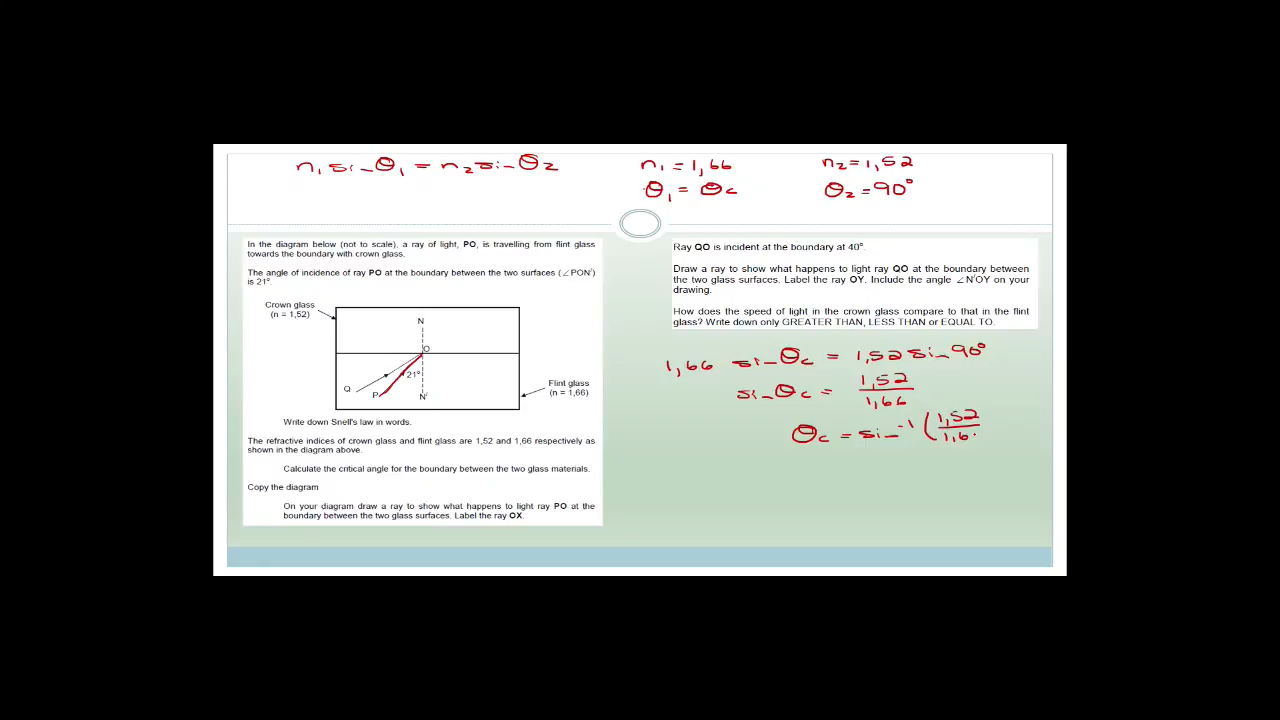 n₁ sin θ₁ = n₂ sin θ₂
n₁ = 1,66
n₂ = 1,52
θ₁ = θc
θ₂ = 90°
In the diagram below (not to scale), a ray of light, PO, is travelling from flint glass
towards the boundary with crown glass.
The angle of incidence of ray PO at the boundary between the two surfaces (∠PON')
is 21°.
Crown glass
(n = 1,52)
N
O
21°
Q
P
N'
Flint glass
(n = 1,66)
Write down Snell's law in words.
The refractive indices of crown glass and flint glass are 1,52 and 1,66 respectively as
shown in the diagram above.
Calculate the critical angle for the boundary between the two glass materials.
Copy the diagram
On your diagram draw a ray to show what happens to light ray PO at the
boundary between the two glass surfaces. Label the ray OX.
Ray QO is incident at the boundary at 40°.
Draw a ray to show what happens to light ray QO at the boundary between
the two glass surfaces. Label the ray OY. Include the angle ∠N'OY on your
drawing.
How does the speed of light in the crown glass compare to that in the flint
glass? Write down only GREATER THAN, LESS THAN or EQUAL TO.
1,66 sin θc = 1,52 sin 90°
sin θc = 1,52/1,66
θc = sin⁻¹ (1,52/1,6